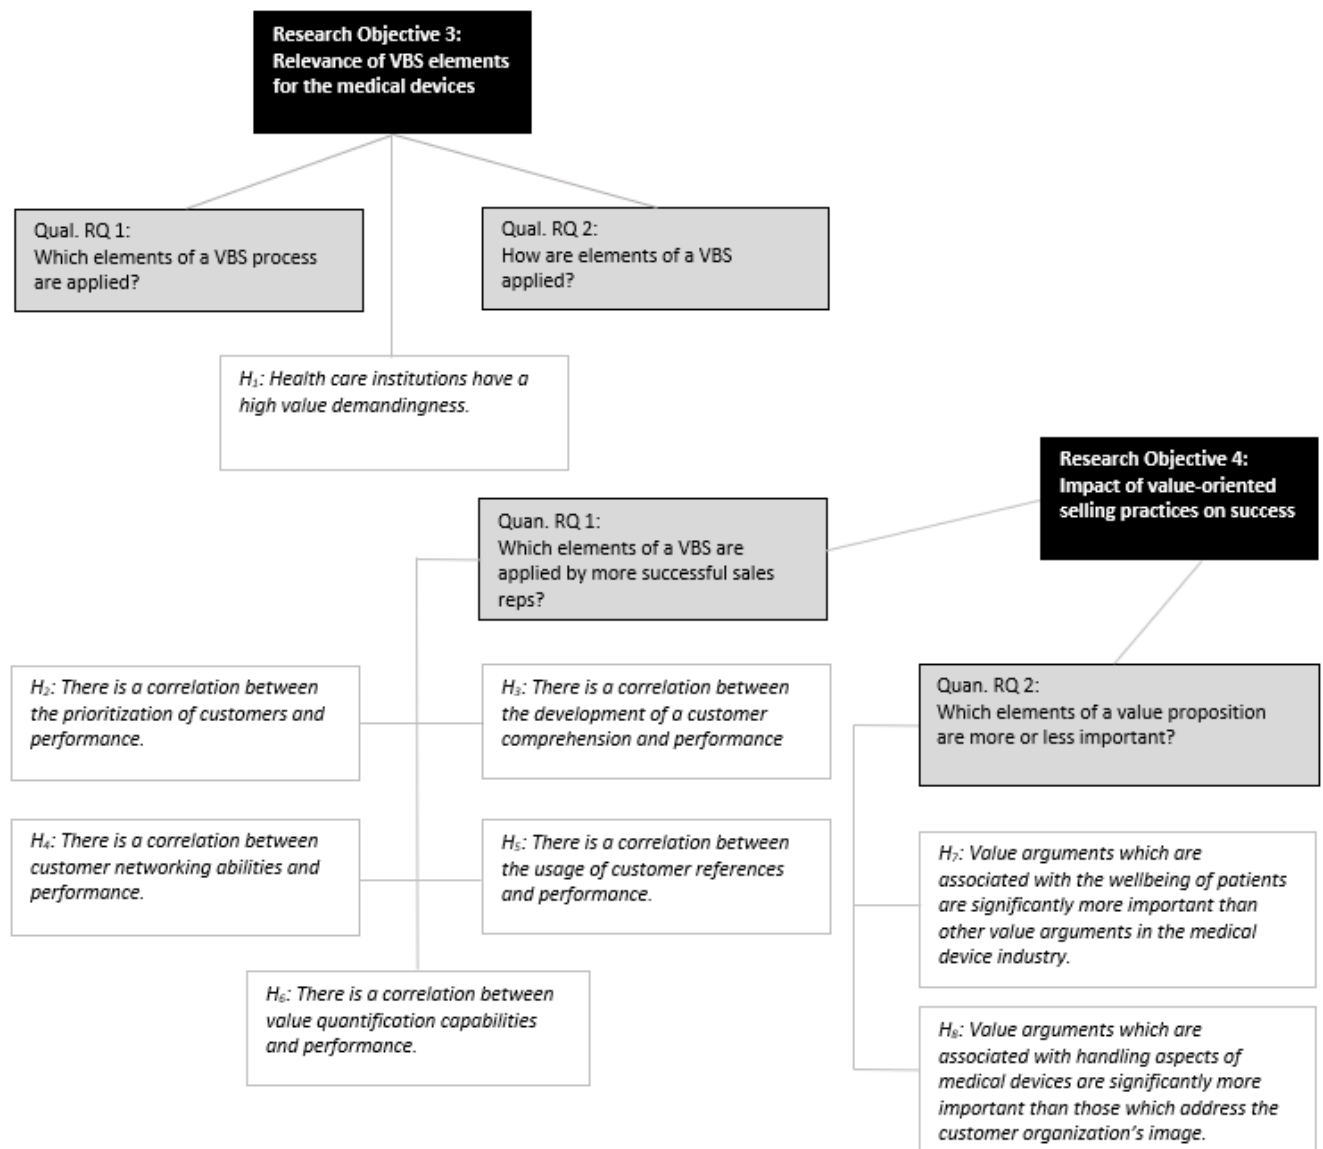 Research Objective 3:
Relevance of VBS elements
for the medical devices
Qual. RQ 1:
Which elements of a VBS process
are applied?
Qual. RQ 2:
How are elements of a VBS
applied?
H₁: Health care institutions have a
high value demandingness.
Research Objective 4:
Impact of value-oriented
selling practices on success
Quan. RQ 1:
Which elements of a VBS are
applied by more successful sales
reps?
H₂: There is a correlation between
the prioritization of customers and
performance.
H₃: There is a correlation between
the development of a customer
comprehension and performance
Quan. RQ 2:
Which elements of a value proposition
are more or less important?
H₄: There is a correlation between
customer networking abilities and
performance.
H₅: There is a correlation between
the usage of customer references
and performance.
H₇: Value arguments which are
associated with the wellbeing of patients
are significantly more important than
other value arguments in the medical
device industry.
H₆: There is a correlation between
value quantification capabilities
and performance.
H₈: Value arguments which are
associated with handling aspects of
medical devices are significantly more
important than those which address the
customer organization's image.